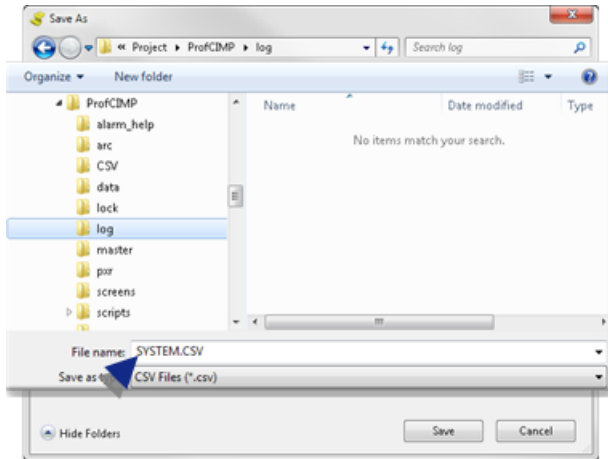 Save As
« Project ▸ ProfCIMP ▸ log Search log
Organize New folder
ProfCIMP Name Date modified Type
alarm_help No items match your search.
arc
CSV
data
lock
log
master
pxr
screens
scripts
File name: SYSTEM.CSV
Save as CSV Files (*.csv)
Hide Folders Save Cancel